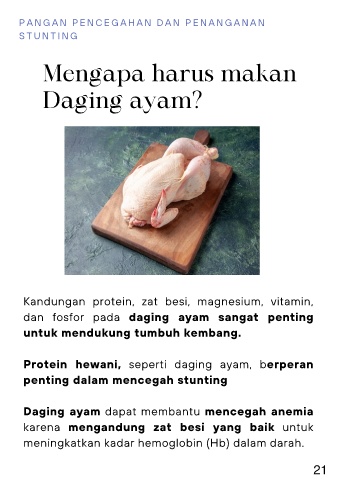 PANGAN PENCEGAHAN DAN PENANGANAN
STUNTING
Mengapa harus makan
Daging ayam?
Kandungan protein, zat besi, magnesium, vitamin,
dan fosfor pada daging ayam sangat penting
untuk mendukung tumbuh kembang.
Protein hewani, seperti daging ayam, berperan
penting dalam mencegah stunting
Daging ayam dapat membantu mencegah anemia
karena mengandung zat besi yang baik untuk
meningkatkan kadar hemoglobin (Hb) dalam darah.
21